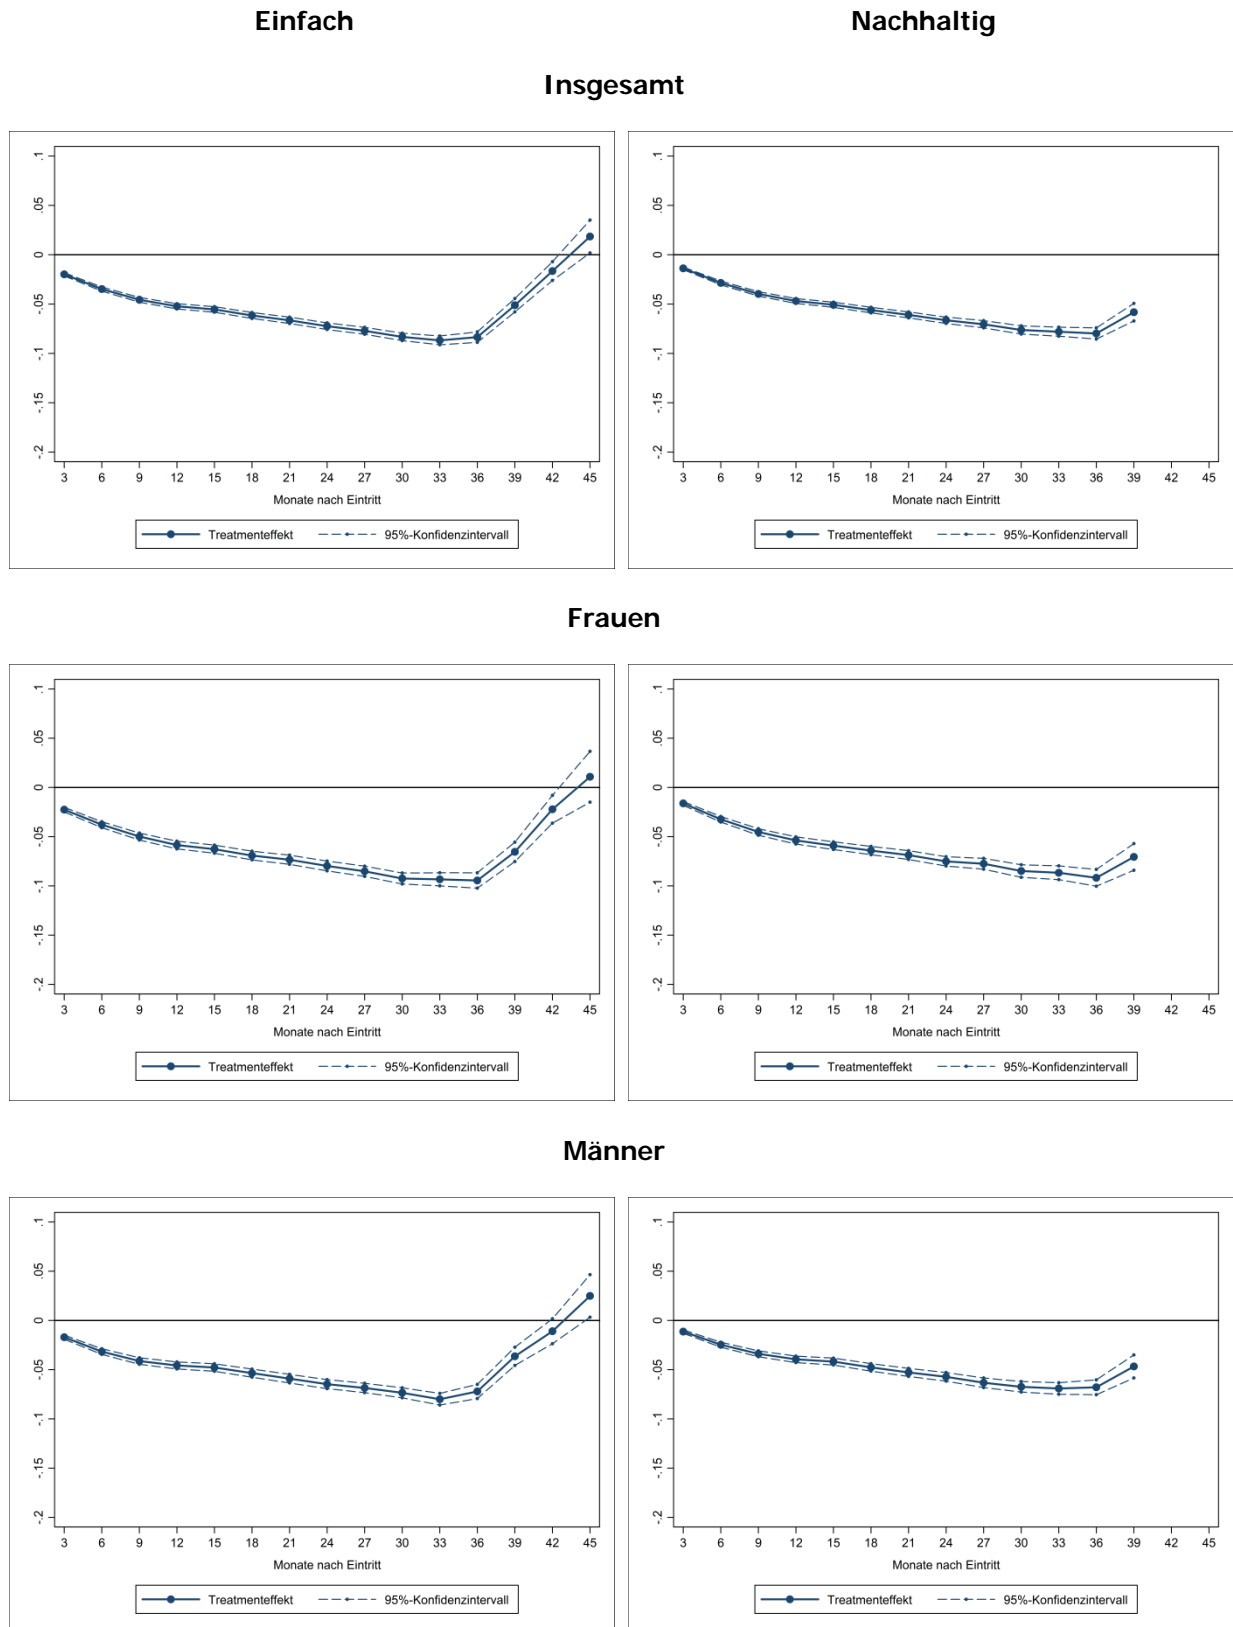 Einfach Nachhaltig
Insgesamt
.1 .1
.05 .05
0 0
-.05 -.05
-.1 -.1
-.15 -.15
-.2 -.2
3 6 9 12 15 18 21 24 27 30 33 36 39 42 45 3 6 9 12 15 18 21 24 27 30 33 36 39 42 45
Monate nach Eintritt Monate nach Eintritt
Treatmenteffekt 95%-Konfidenzintervall Treatmenteffekt 95%-Konfidenzintervall
Frauen
.1 .1
.05 .05
0 0
-.05 -.05
-.1 -.1
-.15 -.15
-.2 -.2
3 6 9 12 15 18 21 24 27 30 33 36 39 42 45 3 6 9 12 15 18 21 24 27 30 33 36 39 42 45
Monate nach Eintritt Monate nach Eintritt
Treatmenteffekt 95%-Konfidenzintervall Treatmenteffekt 95%-Konfidenzintervall
Männer
.1 .1
.05 .05
0 0
-.05 -.05
-.1 -.1
-.15 -.15
-.2 -.2
3 6 9 12 15 18 21 24 27 30 33 36 39 42 45 3 6 9 12 15 18 21 24 27 30 33 36 39 42 45
Monate nach Eintritt Monate nach Eintritt
Treatmenteffekt 95%-Konfidenzintervall Treatmenteffekt 95%-Konfidenzintervall